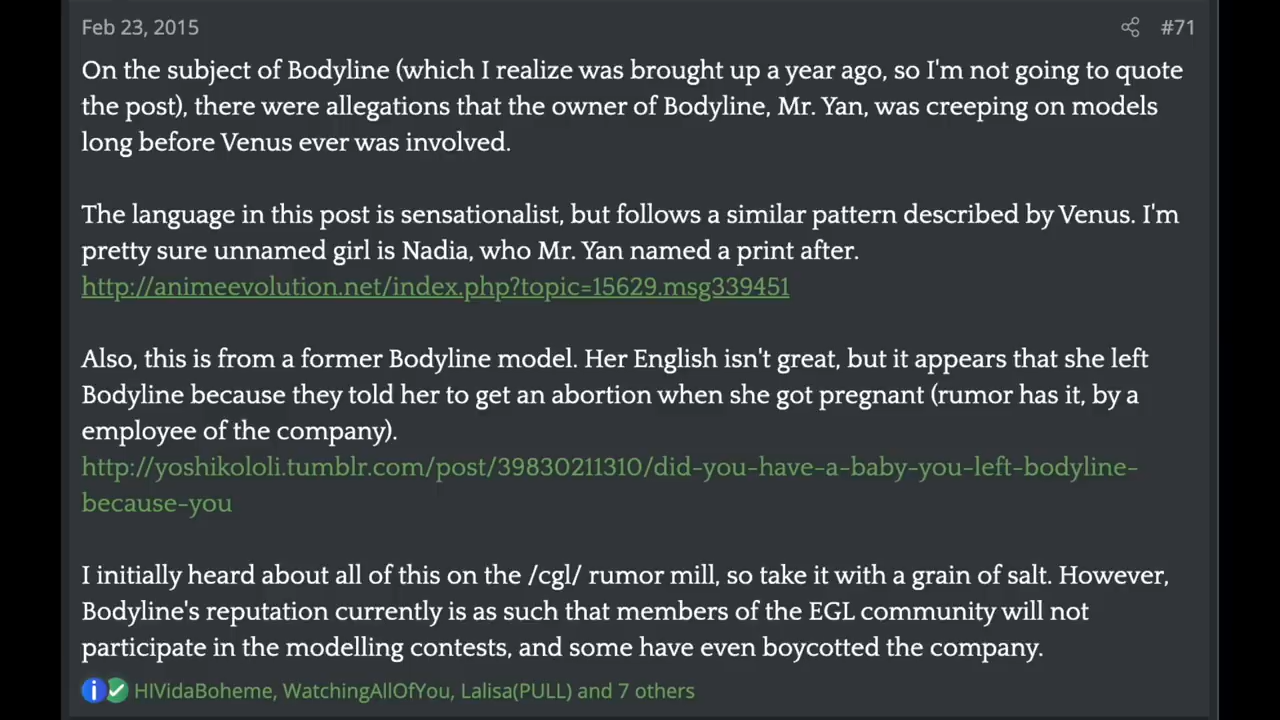 Feb 23, 2015
#71
On the subject of Bodyline (which I realize was brought up a year ago, so I'm not going to quote
the post), there were allegations that the owner of Bodyline, Mr. Yan, was creeping on models
long before Venus ever was involved.
The language in this post is sensationalist, but follows a similar pattern described by Venus. I'm
pretty sure unnamed girl is Nadia, who Mr. Yan named a print after.
http://animeevolution.net/index.php?topic=15629.msg339451
Also, this is from a former Bodyline model. Her English isn't great, but it appears that she left
Bodyline because they told her to get an abortion when she got pregnant (rumor has it, by a
employee of the company).
http://yoshikololi.tumblr.com/post/39830211310/did-you-have-a-baby-you-left-bodyline-
because-you
I initially heard about all of this on the /cgl/ rumor mill, so take it with a grain of salt. However,
Bodyline's reputation currently is as such that members of the EGL community will not
participate in the modelling contests, and some have even boycotted the company.
HIVidaBoheme, WatchingAllOfYou, Lalisa(PULL) and 7 others